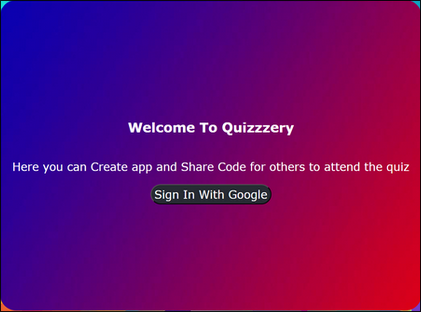 Welcome To Quizzzery
Here you can Create app and Share Code for others to attend the quiz
Sign In With Google